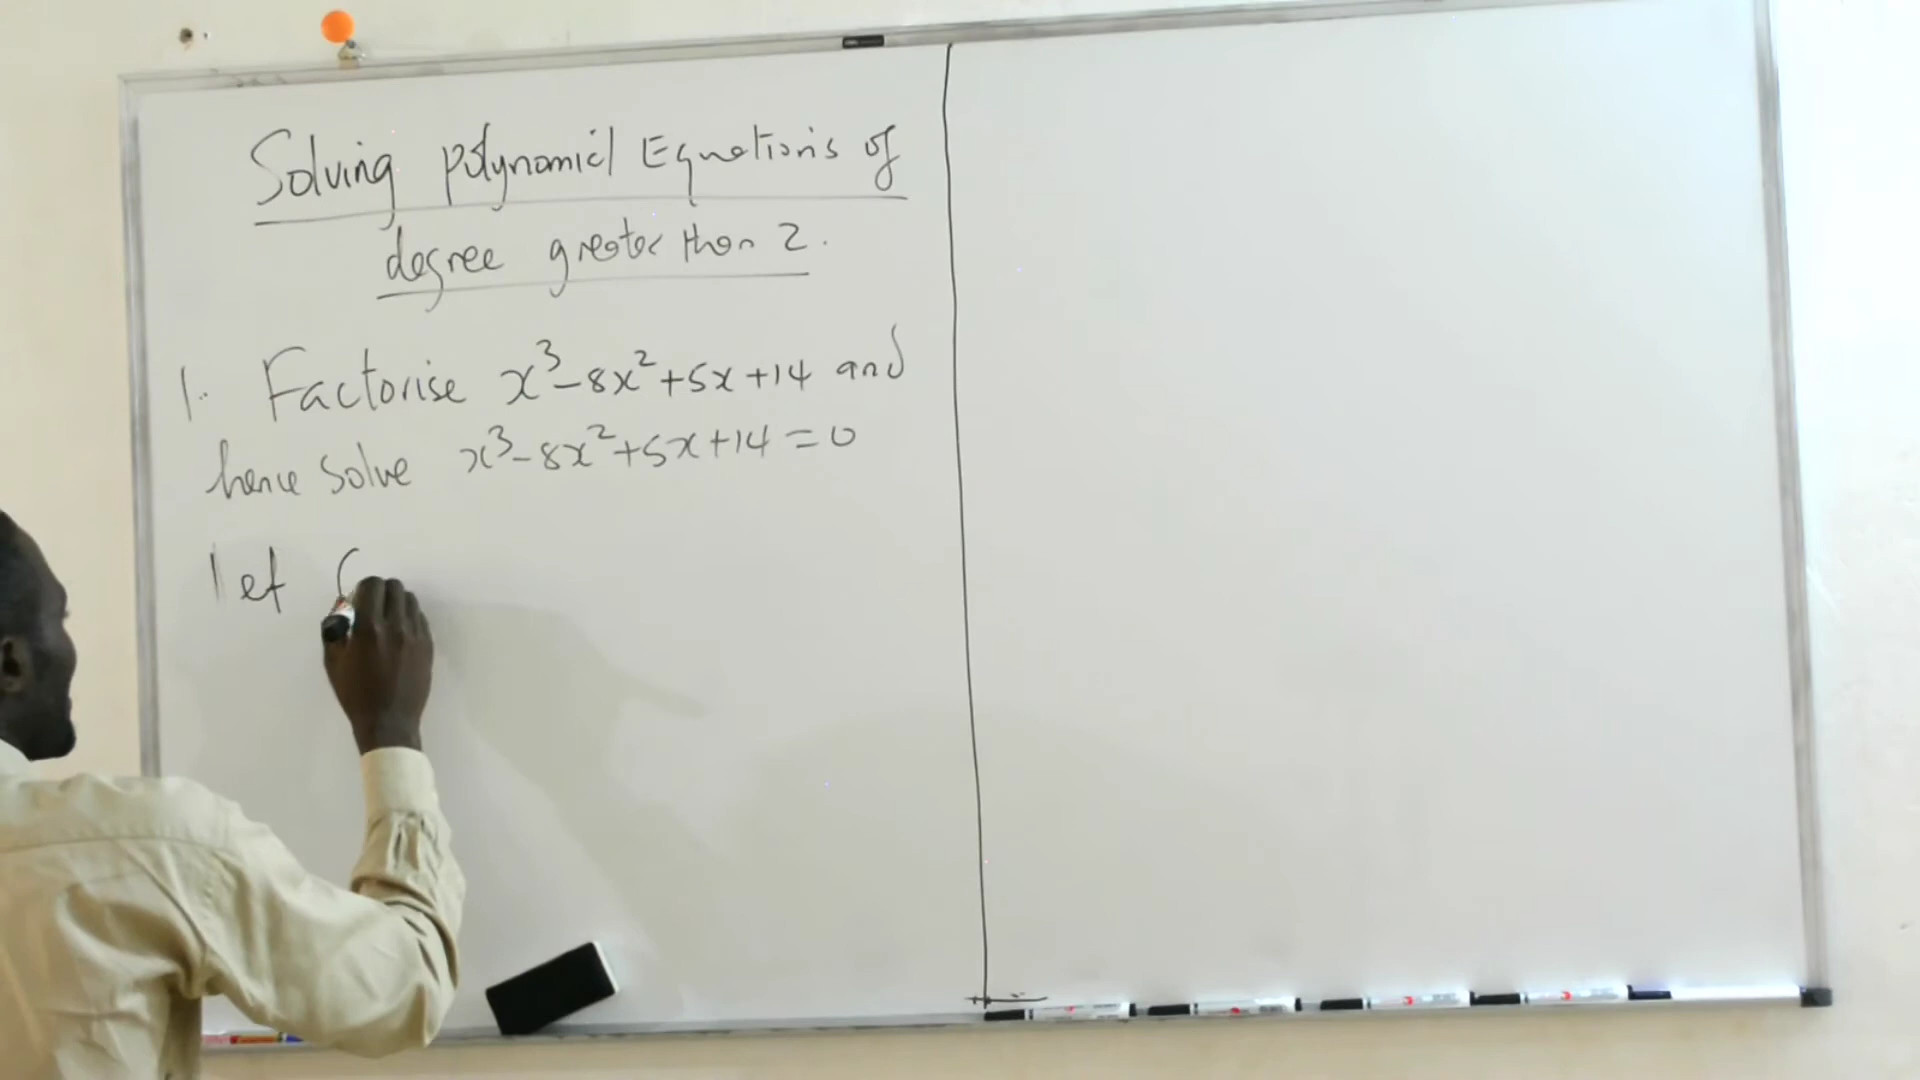 Solving polynomial Equations of
degree greater than 2.
1. Factorise x³-8x²+5x+14 and
hence solve x³-8x²+5x+14=0
let